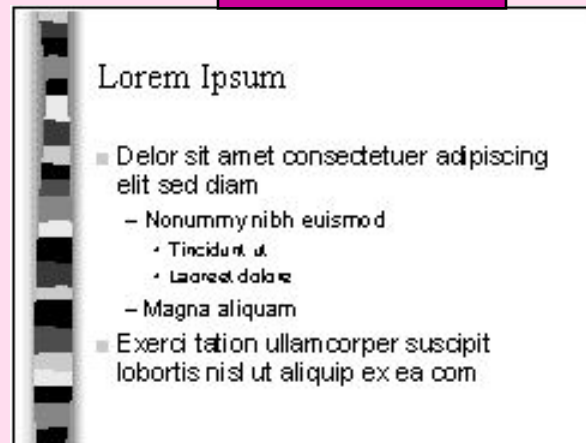 Lorem Ipsum
■ Delor sit amet consectetuer adipiscing
elit sed diam
– Nonummy nibh euismod
• Tincidunt ut
• Laoreet dolore
– Magna aliquam
■ Exerci tation ullamcorper suscipit
lobortis nisl ut aliquip ex ea com